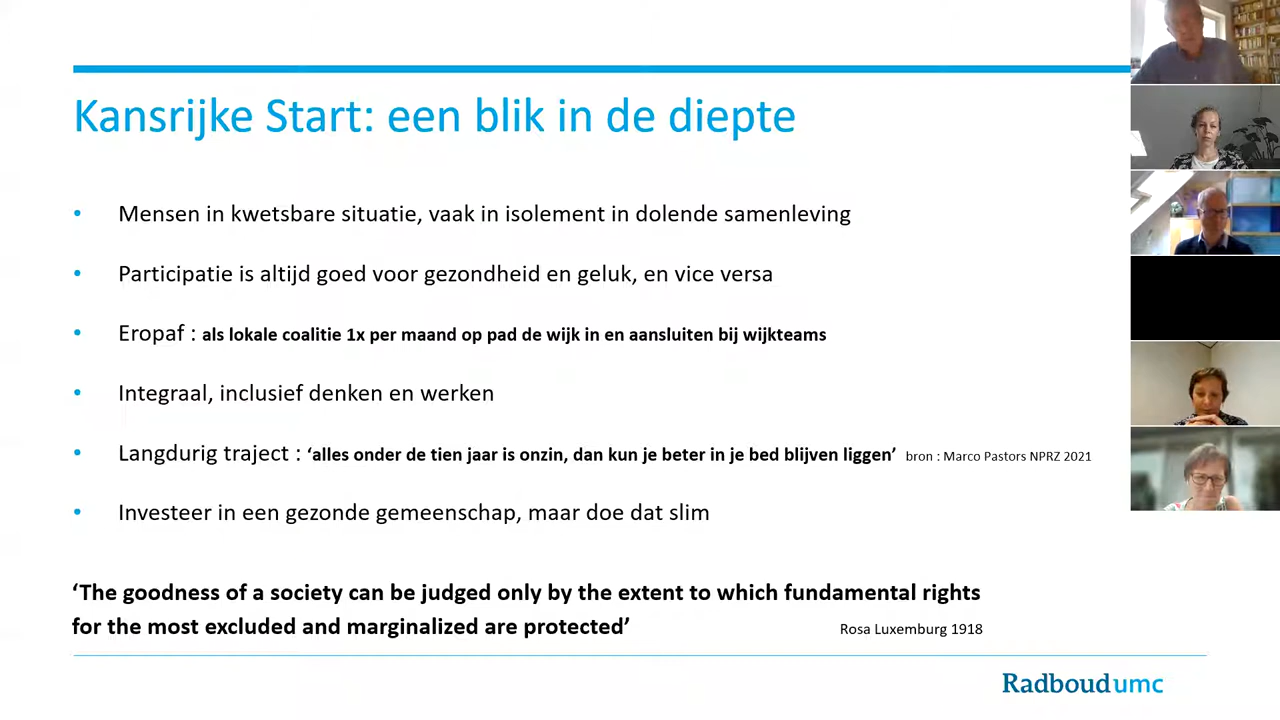 Kansrijke Start: een blik in de diepte
• Mensen in kwetsbare situatie, vaak in isolement in dolende samenleving
• Participatie is altijd goed voor gezondheid en geluk, en vice versa
• Eropaf : als lokale coalitie 1x per maand op pad de wijk in en aansluiten bij wijkteams
• Integraal, inclusief denken en werken
• Langdurig traject : ‘alles onder de tien jaar is onzin, dan kun je beter in je bed blijven liggen’ bron : Marco Pastors NPRZ 2021
• Investeer in een gezonde gemeenschap, maar doe dat slim
‘The goodness of a society can be judged only by the extent to which fundamental rights
for the most excluded and marginalized are protected’ Rosa Luxemburg 1918
Radboudumc